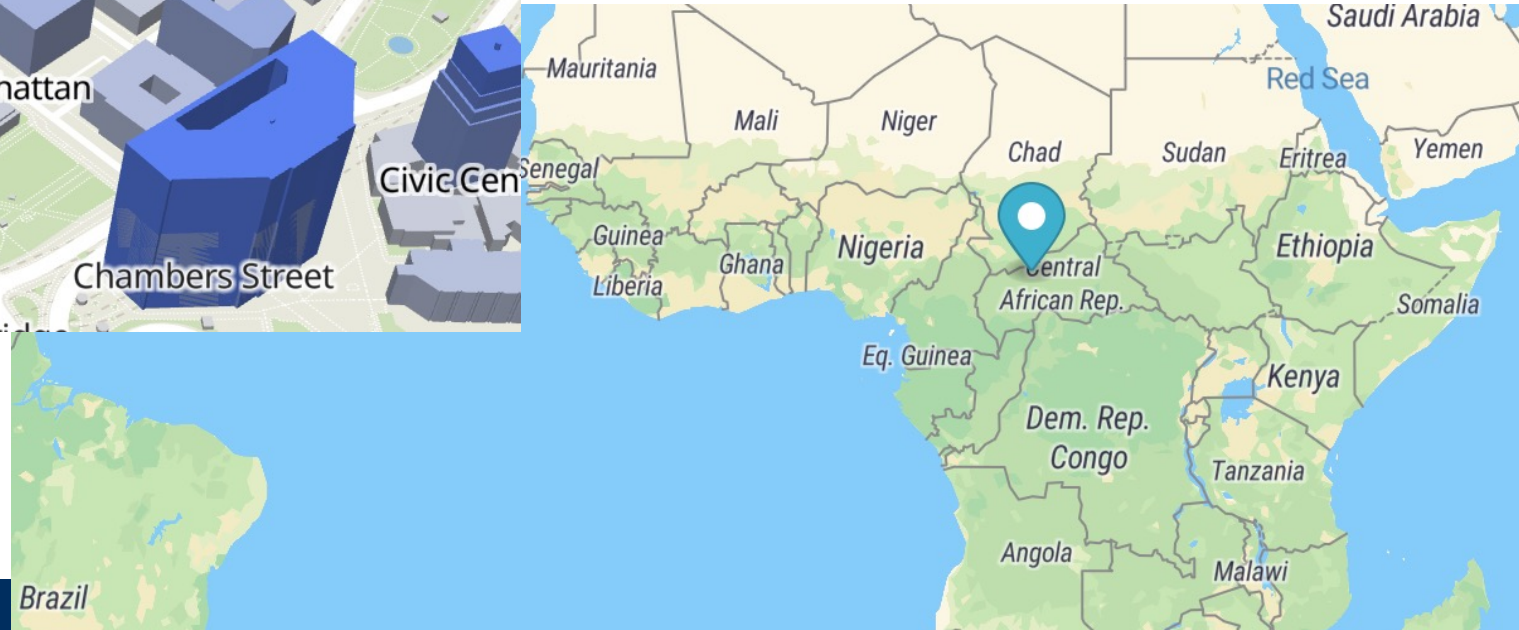 nattan
Civic Cen
Chambers Street
Saudi Arabia
Mauritania
Red Sea
Mali
Niger
Chad
Sudan
Eritrea
Yemen
Senegal
Guinea
Nigeria
Ethiopia
Ghana
Liberia
Central
African Rep.
Somalia
Eq. Guinea
Kenya
Dem. Rep.
Congo
Tanzania
Angola
Malawi
Brazil